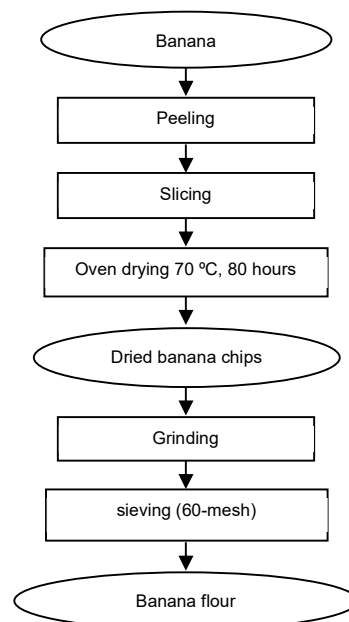 Banana
Peeling
Slicing
Oven drying 70 ºC, 80 hours
Dried banana chips
Grinding
sieving (60-mesh)
Banana flour